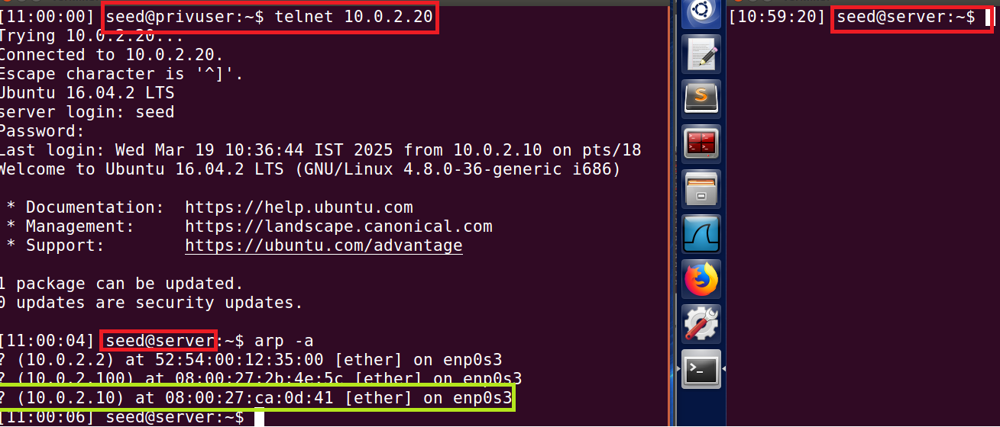 [11:00:00] seed@privuser:~$ telnet 10.0.2.20
Trying 10.0.2.20...
Connected to 10.0.2.20.
Escape character is '^]'.
Ubuntu 16.04.2 LTS
server login: seed
Password:
Last login: Wed Mar 19 10:36:44 IST 2025 from 10.0.2.10 on pts/18
Welcome to Ubuntu 16.04.2 LTS (GNU/Linux 4.8.0-36-generic i686)
* Documentation:  https://help.ubuntu.com
* Management:     https://landscape.canonical.com
* Support:        https://ubuntu.com/advantage
1 package can be updated.
0 updates are security updates.
[11:00:04] seed@server:~$ arp -a
? (10.0.2.2) at 52:54:00:12:35:00 [ether] on enp0s3
? (10.0.2.100) at 08:00:27:2b:4e:5c [ether] on enp0s3
? (10.0.2.10) at 08:00:27:ca:0d:41 [ether] on enp0s3
[11:00:06] seed@server:~$
[10:59:20] seed@server:~$